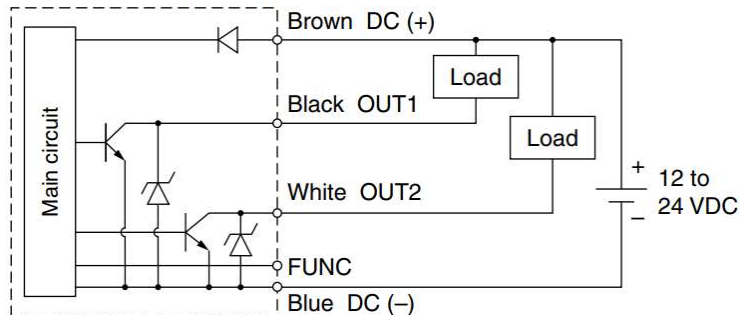 Brown DC (+)
Load
Black OUT1
Main circuit
Load
White OUT2
+
12 to
24 VDC
–
FUNC
Blue DC (–)